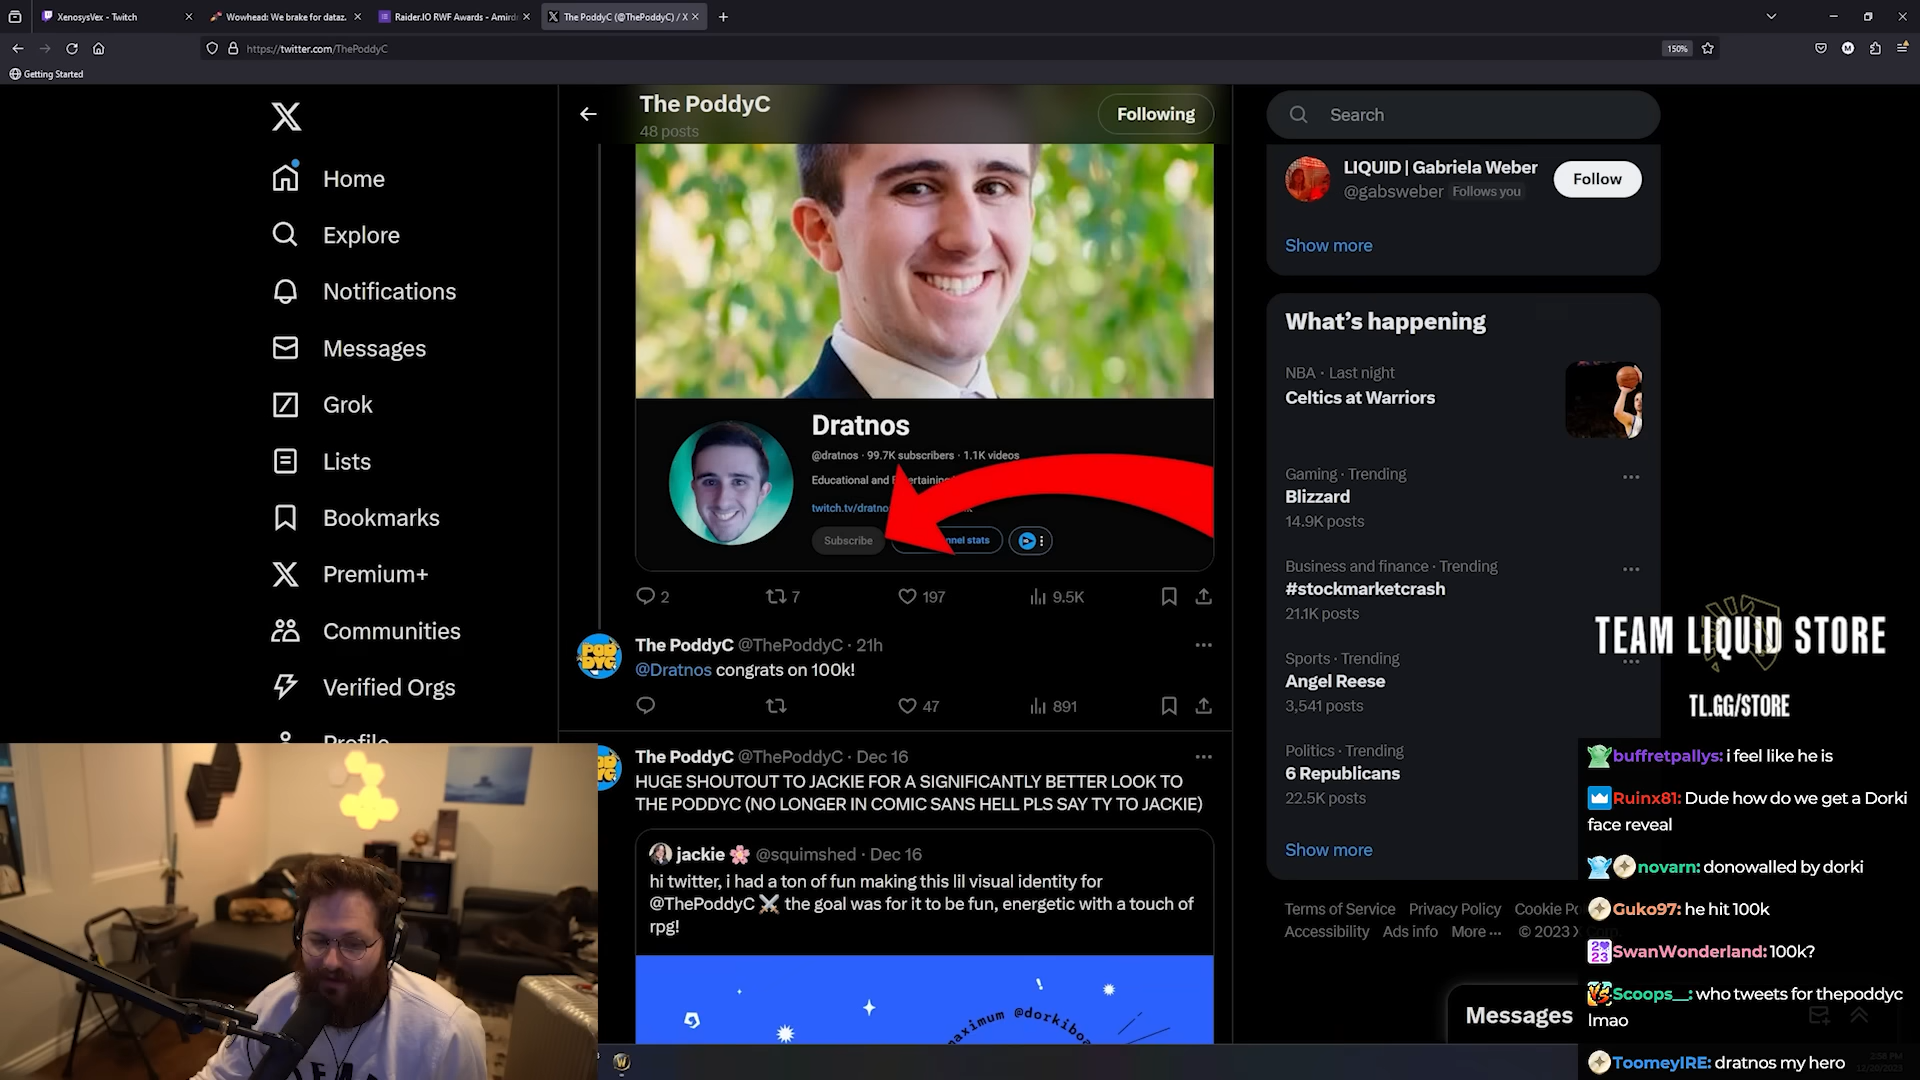 XenosysVex - Twitch
Wowhead: We brake for dataz.
Raider.IO RWF Awards - Amird
The PoddyC (@ThePoddyC) / X
https://twitter.com/ThePoddyC
150%
Getting Started
Home
Explore
Notifications
Messages
Grok
Lists
Bookmarks
Premium+
Communities
Verified Orgs
Profile
The PoddyC
48 posts
Following
Dratnos
@dratnos · 99.7K subscribers · 1.1K videos
Educational and
twitch.tv/dratno
Subscribe
nnel stats
2
7
197
9.5K
PODDYC
The PoddyC @ThePoddyC · 21h
@Dratnos congrats on 100k!
47
891
The PoddyC @ThePoddyC · Dec 16
HUGE SHOUTOUT TO JACKIE FOR A SIGNIFICANTLY BETTER LOOK TO
THE PODDYC (NO LONGER IN COMIC SANS HELL PLS SAY TY TO JACKIE)
jackie 🌸 @squimshed · Dec 16
hi twitter, i had a ton of fun making this lil visual identity for
@ThePoddyC ⚔️ the goal was for it to be fun, energetic with a touch of
rpg!
maximum @dorkibo
Search
LIQUID | Gabriela Weber
@gabsweber Follows you
Follow
Show more
What's happening
NBA · Last night
Celtics at Warriors
Gaming · Trending
Blizzard
14.9K posts
Business and finance · Trending
#stockmarketcrash
21.1K posts
Sports · Trending
Angel Reese
3,541 posts
Politics · Trending
6 Republicans
22.5K posts
Show more
Terms of Service Privacy Policy Cookie Po
Accessibility Ads info More ··· © 2023 X Corp
Messages
TEAM LIQUID STORE
TL.GG/STORE
buffretpallys: i feel like he is
Ruinx81: Dude how do we get a Dorki
face reveal
novarn: donowalled by dorki
Guko97: he hit 100k
SwanWonderland: 100k?
Scoops__: who tweets for thepoddyc
lmao
ToomeyIRE: dratnos my hero
2:58 PM
12/20/2023